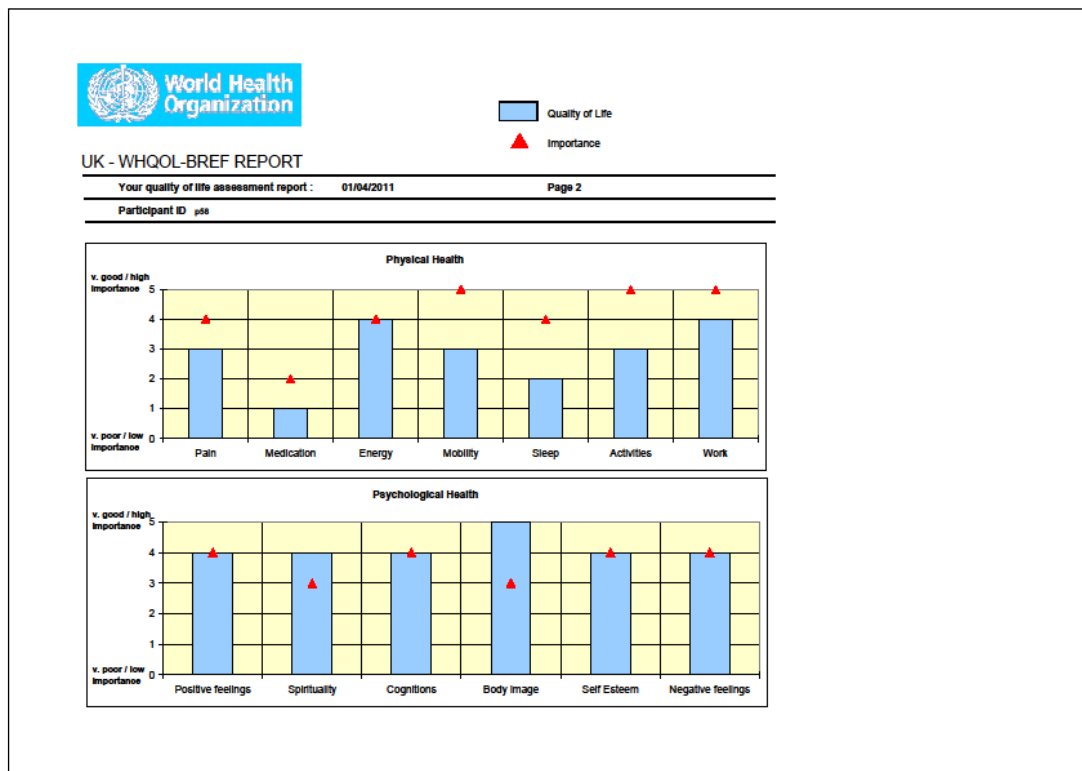 World Health
Organization
Quality of Life
Importance
UK - WHQOL-BREF REPORT
Your quality of life assessment report : 01/04/2011 Page 2
Participant ID p58
Physical Health
v. good / high
Importance
5
4
3
2
1
v. poor / low
Importance
0
Pain Medication Energy Mobility Sleep Activities Work
Psychological Health
v. good / high
Importance
5
4
3
2
1
v. poor / low
Importance
0
Positive feelings Spirituality Cognitions Body Image Self Esteem Negative feelings